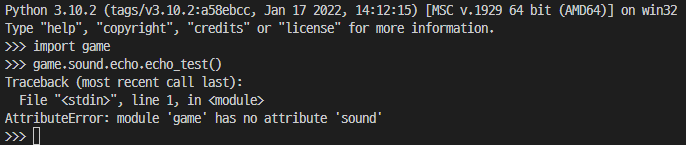 Python 3.10.2 (tags/v3.10.2:a58ebcc, Jan 17 2022, 14:12:15) [MSC v.1929 64 bit (AMD64)] on win32
Type "help", "copyright", "credits" or "license" for more information.
>>> import game
>>> game.sound.echo.echo_test()
Traceback (most recent call last):
  File "<stdin>", line 1, in <module>
AttributeError: module 'game' has no attribute 'sound'
>>>